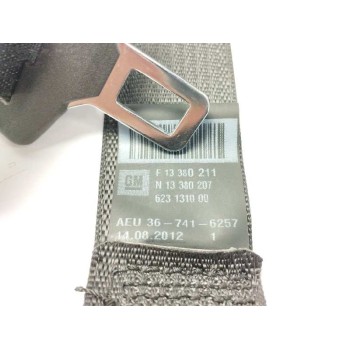 F 13 380 211
GM N 13 380 207
623 1310 00
AEU 36-741-6257
14.08.2012 1